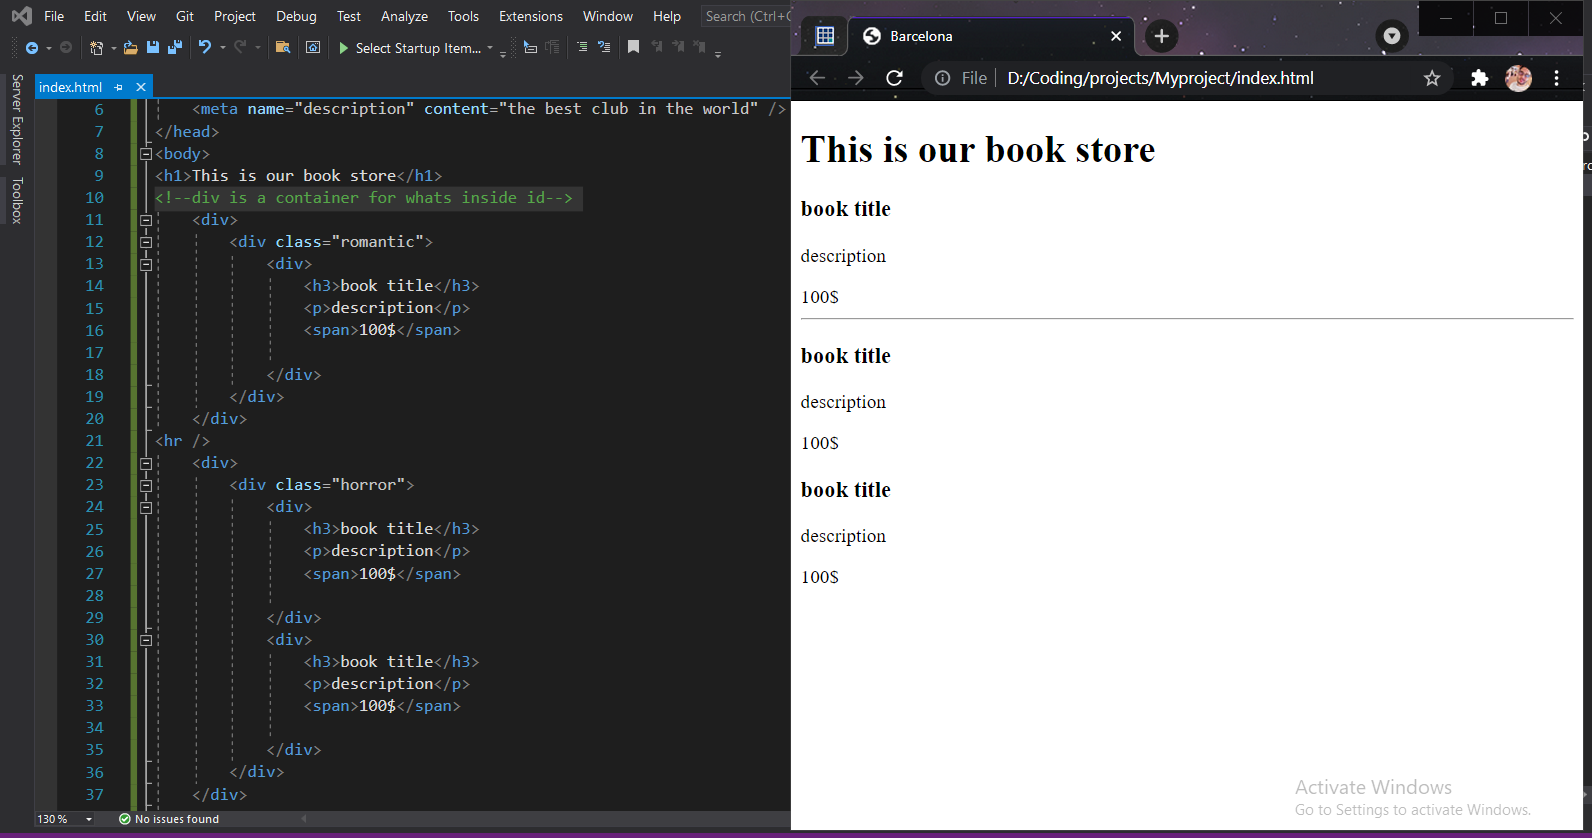 File Edit View Git Project Debug Test Analyze Tools Extensions Window Help Search (Ctrl+
Select Startup Item...
Server Explorer
Toolbox
index.html
6 <meta name="description" content="the best club in the world" />
7 </head>
8 <body>
9 <h1>This is our book store</h1>
10 <!--div is a container for whats inside id-->
11 <div>
12 <div class="romantic">
13 <div>
14 <h3>book title</h3>
15 <p>description</p>
16 <span>100$</span>
17
18 </div>
19 </div>
20 </div>
21 <hr />
22 <div>
23 <div class="horror">
24 <div>
25 <h3>book title</h3>
26 <p>description</p>
27 <span>100$</span>
28
29 </div>
30 <div>
31 <h3>book title</h3>
32 <p>description</p>
33 <span>100$</span>
34
35 </div>
36 </div>
37 </div>
130 % No issues found
Barcelona
File D:/Coding/projects/Myproject/index.html
This is our book store
book title
description
100$
book title
description
100$
book title
description
100$
Activate Windows
Go to Settings to activate Windows.